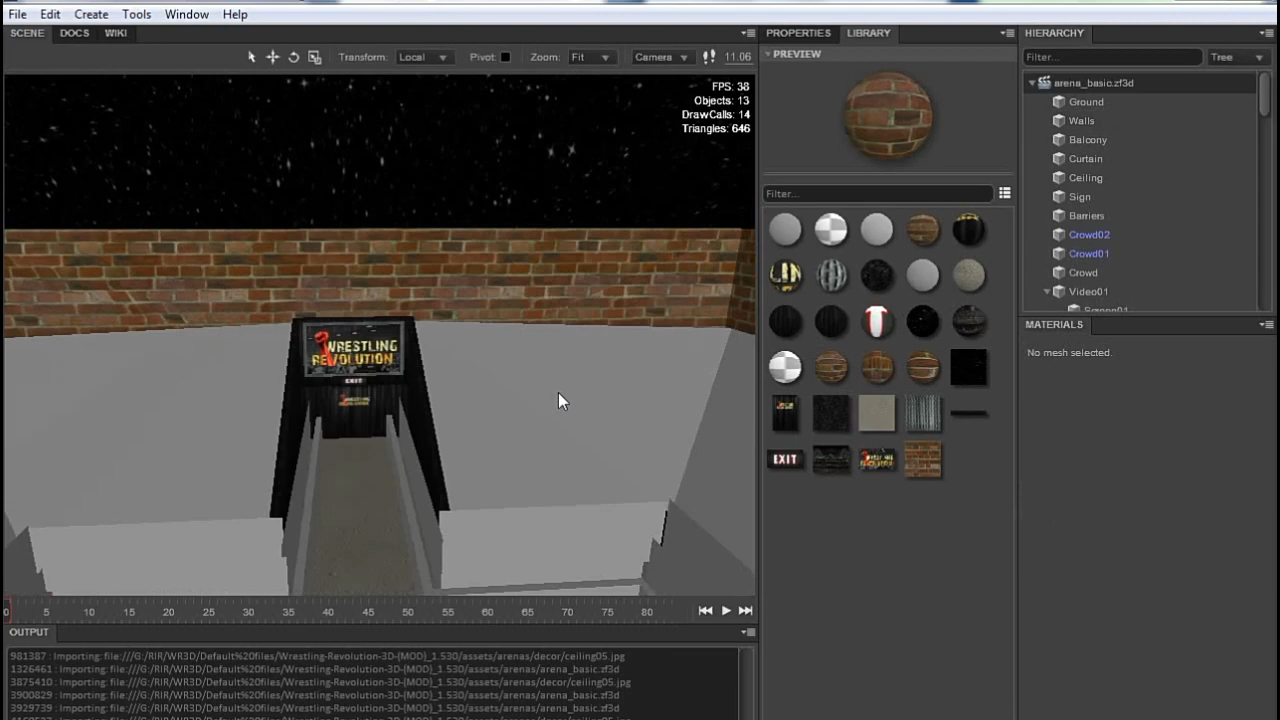 File Edit Create Tools Window Help
SCENE DOCS WIKI
Transform: Local Pivot: Zoom: Fit Camera 11.06
FPS: 38
Objects: 13
DrawCalls: 14
Triangles: 646
WRESTLING
REVOLUTION
EXIT
0 5 10 15 20 25 30 35 40 45 50 55 60 65 70 75 80
OUTPUT
981387 : Importing: file:///G:/RIR/WR3D/Default%20files/Wrestling-Revolution-3D-(MOD)_1.530/assets/arenas/decor/ceiling05.jpg
1326461 : Importing: file:///G:/RIR/WR3D/Default%20files/Wrestling-Revolution-3D-(MOD)_1.530/assets/arenas/arena_basic.zf3d
3875410 : Importing: file:///G:/RIR/WR3D/Default%20files/Wrestling-Revolution-3D-(MOD)_1.530/assets/arenas/decor/ceiling05.jpg
3900829 : Importing: file:///G:/RIR/WR3D/Default%20files/Wrestling-Revolution-3D-(MOD)_1.530/assets/arenas/arena_basic.zf3d
3929739 : Importing: file:///G:/RIR/WR3D/Default%20files/Wrestling-Revolution-3D-(MOD)_1.530/assets/arenas/arena_basic.zf3d
PROPERTIES LIBRARY
PREVIEW
Filter...
EXIT
HIERARCHY
Filter... Tree
arena_basic.zf3d
Ground
Walls
Balcony
Curtain
Ceiling
Sign
Barriers
Crowd02
Crowd01
Crowd
Video01
Screen01
MATERIALS
No mesh selected.